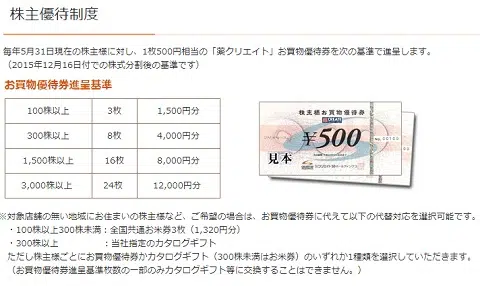 株主優待制度
毎年5月31日現在の株主様に対し、1枚500円相当の「薬クリエイト」お買物優待券を次の基準で進呈します。
（2015年12月16日付での株式分割後の基準です）
お買物優待券進呈基準
100株以上 3枚 1,500円分
300株以上 8枚 4,000円分
1,500株以上 16枚 8,000円分
3,000株以上 24枚 12,000円分
株主様お買物優待券
CREATE
¥500
見本
※対象店舗の無い地域にお住まいの株主様など、ご希望の場合は、お買物優待券に代えて以下の代替対応を選択可能です。
・100株以上300株未満：全国共通お米券3枚（1,320円分）
・300株以上　　　　　：当社指定のカタログギフト
ただし株主様ごとにお買物優待券かカタログギフト（300株未満はお米券）のいずれか1種類を選択していただきます。
（お買物優待券進呈基準枚数の一部のみカタログギフト等に交換することはできません。）